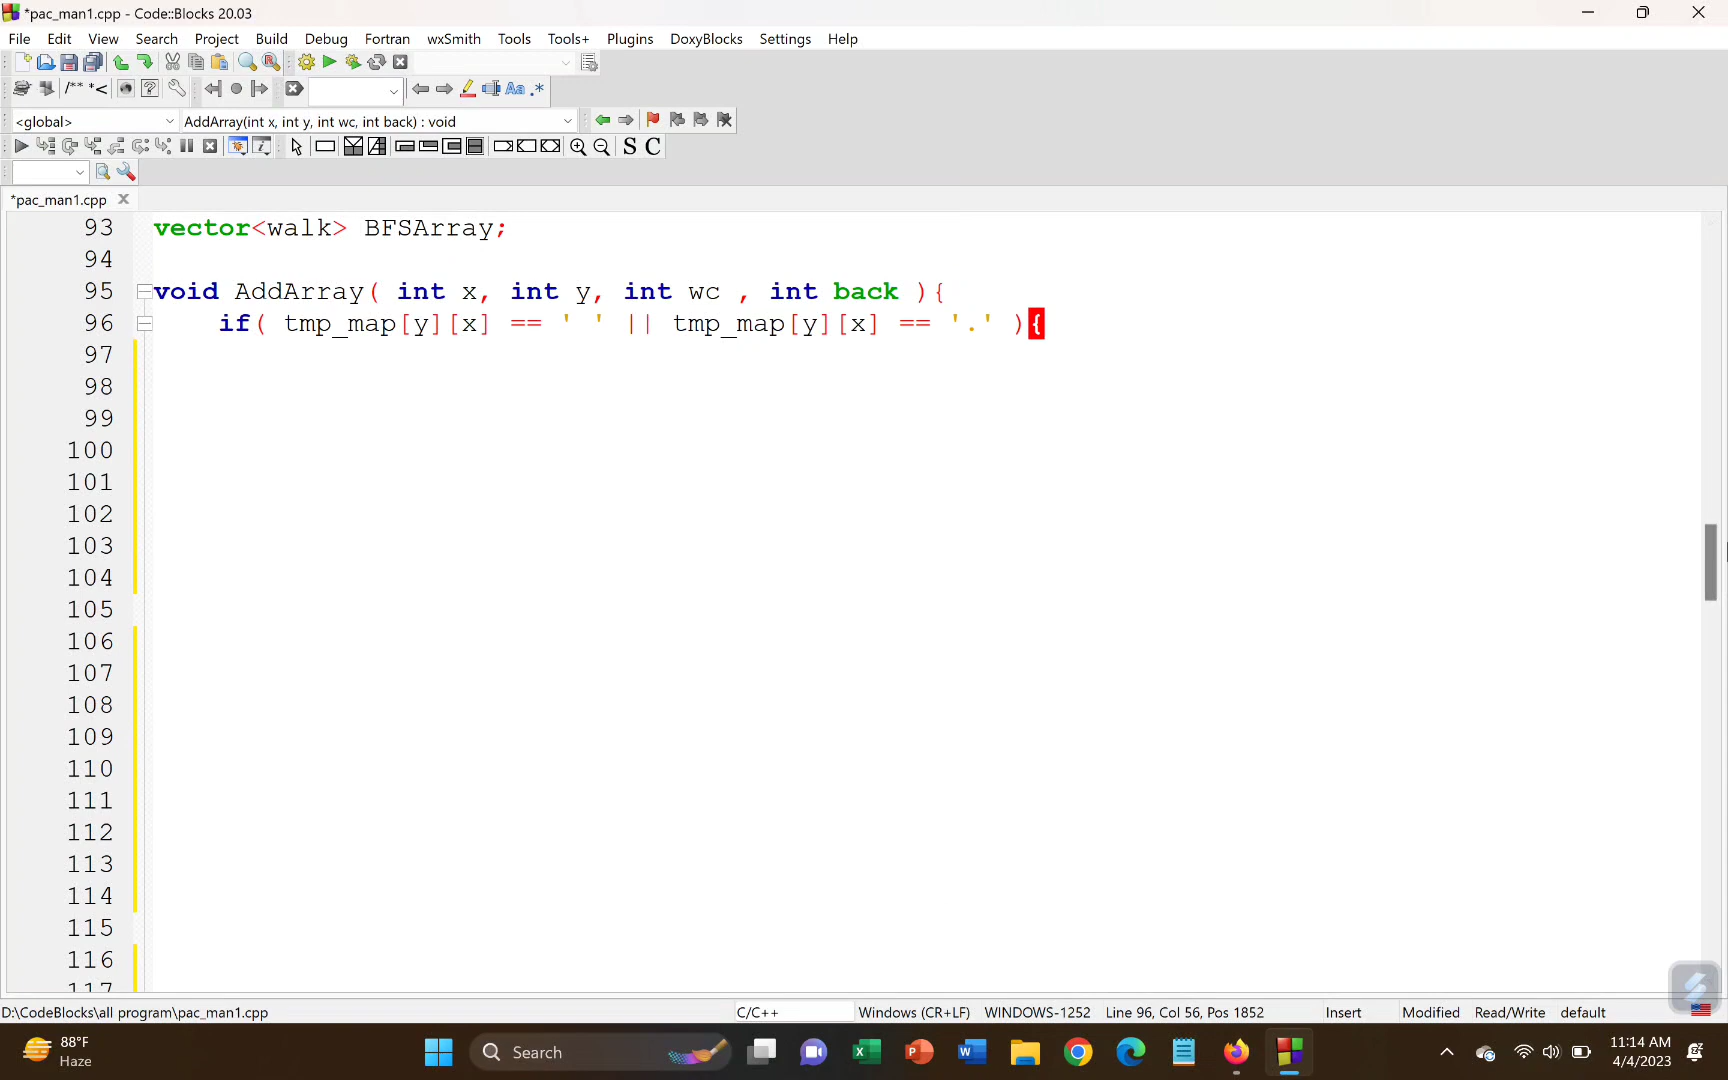 *pac_man1.cpp - Code::Blocks 20.03
File Edit View Search Project Build Debug Fortran wxSmith Tools Tools+ Plugins DoxyBlocks Settings Help
/** *< Aa .*
<global> AddArray(int x, int y, int wc, int back) : void
S C
*pac_man1.cpp
93 vector<walk> BFSArray;
94
95 void AddArray( int x, int y, int wc , int back ){
96 if( tmp_map[y][x] == ' ' || tmp_map[y][x] == '.' ){
97
98
99
100
101
102
103
104
105
106
107
108
109
110
111
112
113
114
115
116
117
D:\CodeBlocks\all program\pac_man1.cpp C/C++ Windows (CR+LF) WINDOWS-1252 Line 96, Col 56, Pos 1852 Insert Modified Read/Write default
88°F
Haze
Search
11:14 AM
4/4/2023